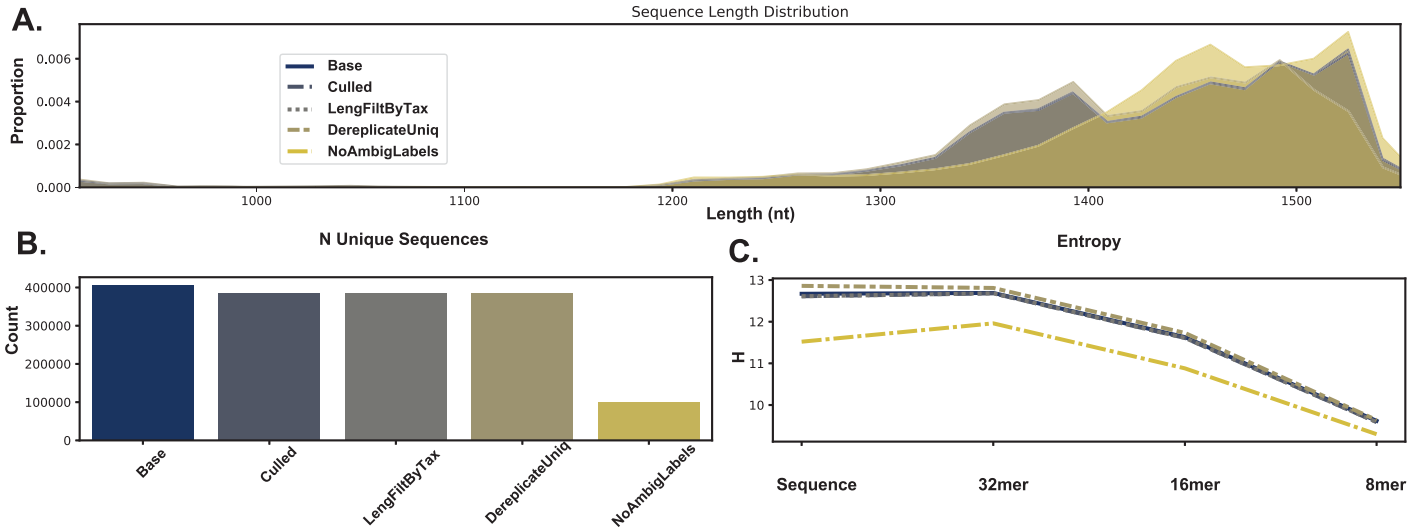 A.
Sequence Length Distribution
Proportion
0.006
0.004
0.002
0.000
Base
Culled
LengFiltByTax
DereplicateUniq
NoAmbigLabels
1000
1100
1200
1300
1400
1500
Length (nt)
B.
N Unique Sequences
Count
400000
300000
200000
100000
0
Base
Culled
LengFiltByTax
DereplicateUniq
NoAmbigLabels
C.
Entropy
H
13
12
11
10
Sequence
32mer
16mer
8mer